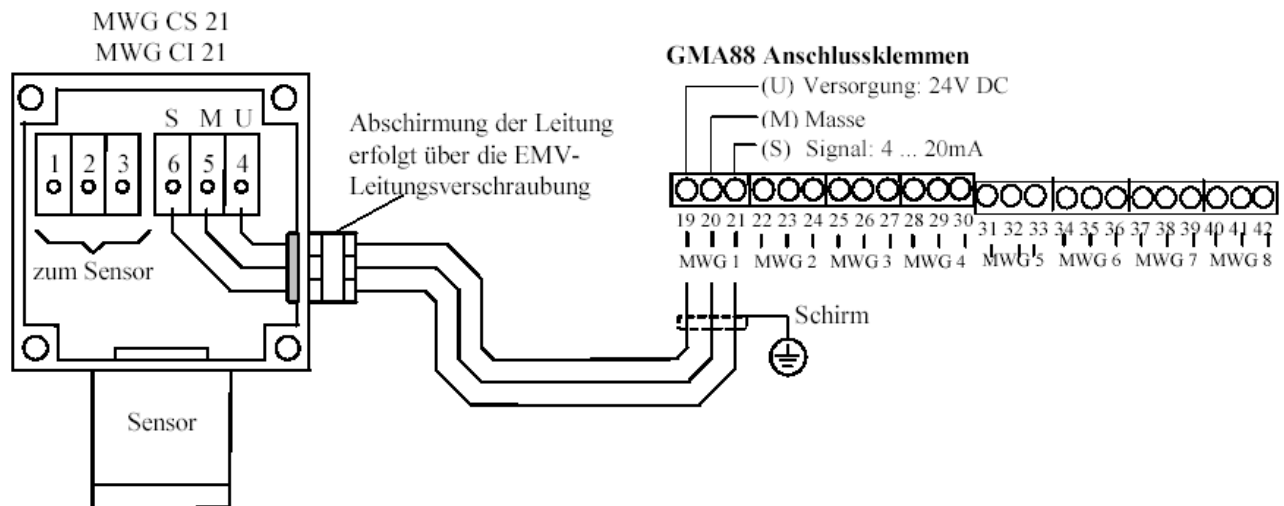 MWG CS 21
MWG CI 21
S M U
1 2 3 6 5 4
zum Sensor
Sensor
Abschirmung der Leitung
erfolgt über die EMV-
Leitungsverschraubung
GMA88 Anschlussklemmen
(U) Versorgung: 24V DC
(M) Masse
(S) Signal: 4 ... 20mA
19 20 21 22 23 24 25 26 27 28 29 30 31 32 33 34 35 36 37 38 39 40 41 42
MWG 1 MWG 2 MWG 3 MWG 4 MWG 5 MWG 6 MWG 7 MWG 8
Schirm